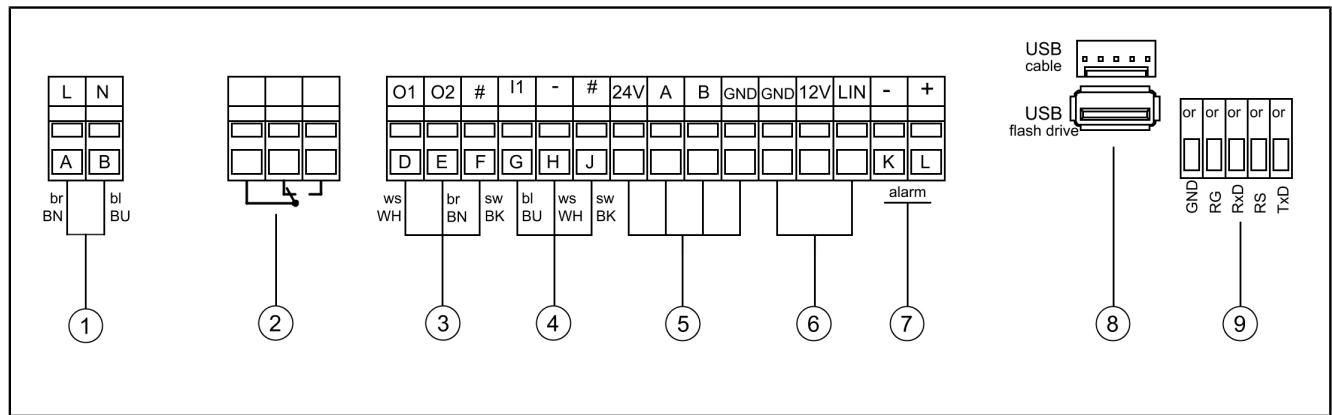 L N
A B
br bl
BN BU
1
2
O1 O2 # I1 - # 24V A B GND GND 12V LIN - +
D E F G H J K L
ws br sw bl ws sw alarm
WH BN BK BU WH BK
3 4 5 6 7
USB
cable
USB
flash drive
8
or or or or or
GND RG RxD RS TxD
9